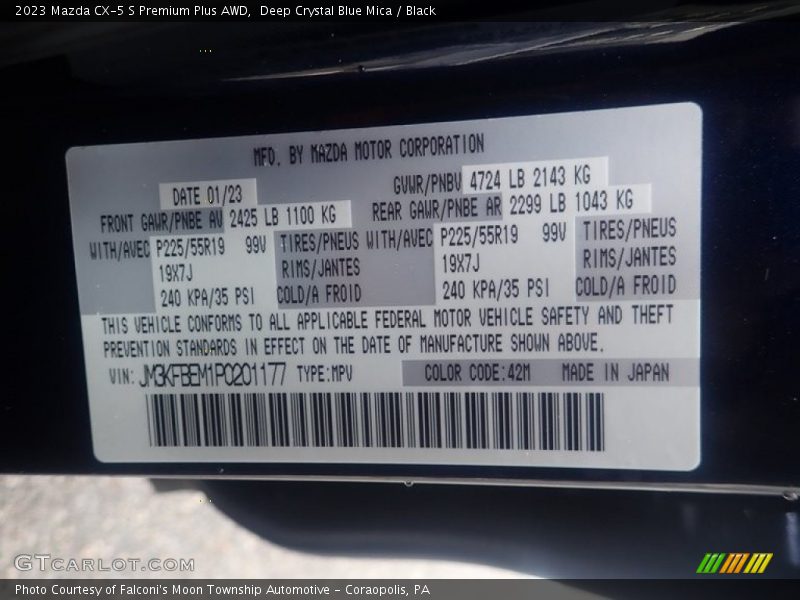 2023 Mazda CX-5 S Premium Plus AWD, Deep Crystal Blue Mica / Black
MFD. BY MAZDA MOTOR CORPORATION
DATE 01/23 GVWR/PNBV 4724 LB 2143 KG
FRONT GAWR/PNBE AV 2425 LB 1100 KG REAR GAWR/PNBE AR 2299 LB 1043 KG
WITH/AVEC P225/55R19 99V TIRES/PNEUS WITH/AVEC P225/55R19 99V TIRES/PNEUS
19X7J RIMS/JANTES 19X7J RIMS/JANTES
240 KPA/35 PSI COLD/A FROID 240 KPA/35 PSI COLD/A FROID
THIS VEHICLE CONFORMS TO ALL APPLICABLE FEDERAL MOTOR VEHICLE SAFETY AND THEFT
PREVENTION STANDARDS IN EFFECT ON THE DATE OF MANUFACTURE SHOWN ABOVE.
VIN: JM3KFBEM1P0201177 TYPE:MPV COLOR CODE:42M MADE IN JAPAN
GTCARLOT.COM
Photo Courtesy of Falconi's Moon Township Automotive - Coraopolis, PA